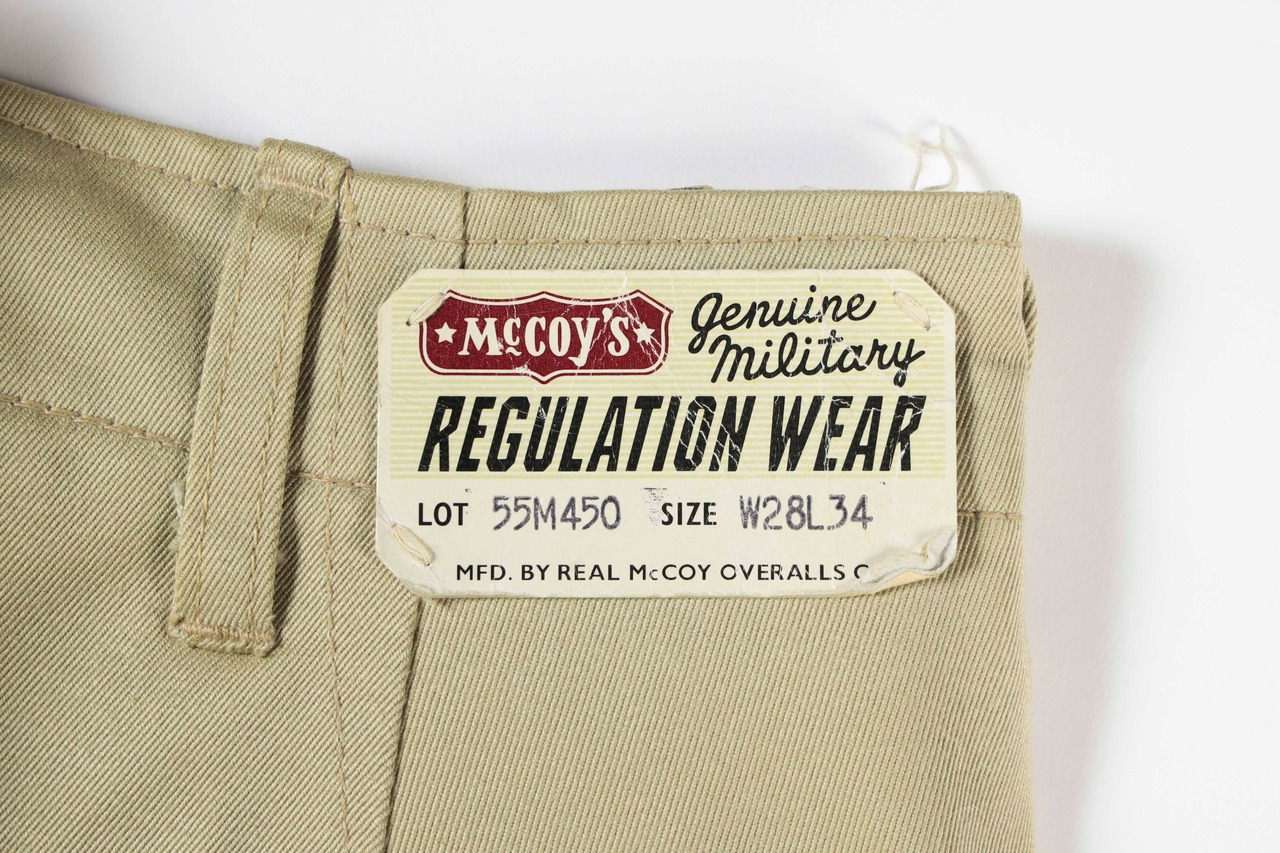 McCOY'S
Genuine
Military
REGULATION WEAR
LOT 55M450 SIZE W28L34
MFD. BY REAL McCOY OVERALLS